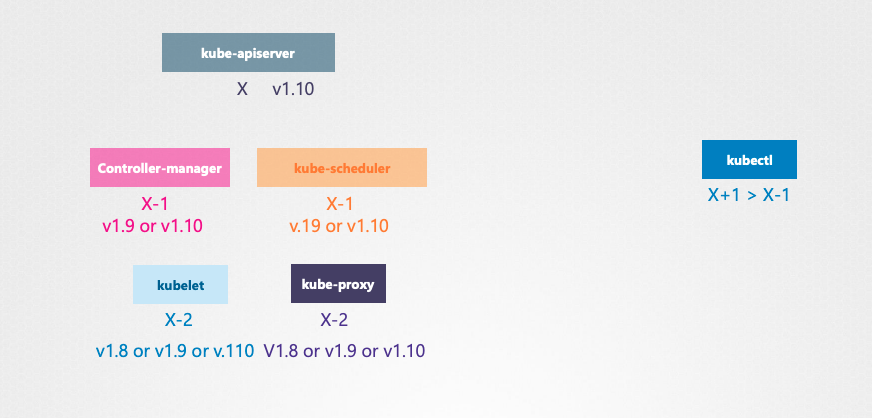 kube-apiserver
X v1.10
Controller-manager
kube-scheduler
kubectl
X-1
X-1
X+1 > X-1
v1.9 or v1.10
v.19 or v1.10
kubelet
kube-proxy
X-2
X-2
v1.8 or v1.9 or v.110
V1.8 or v1.9 or v1.10